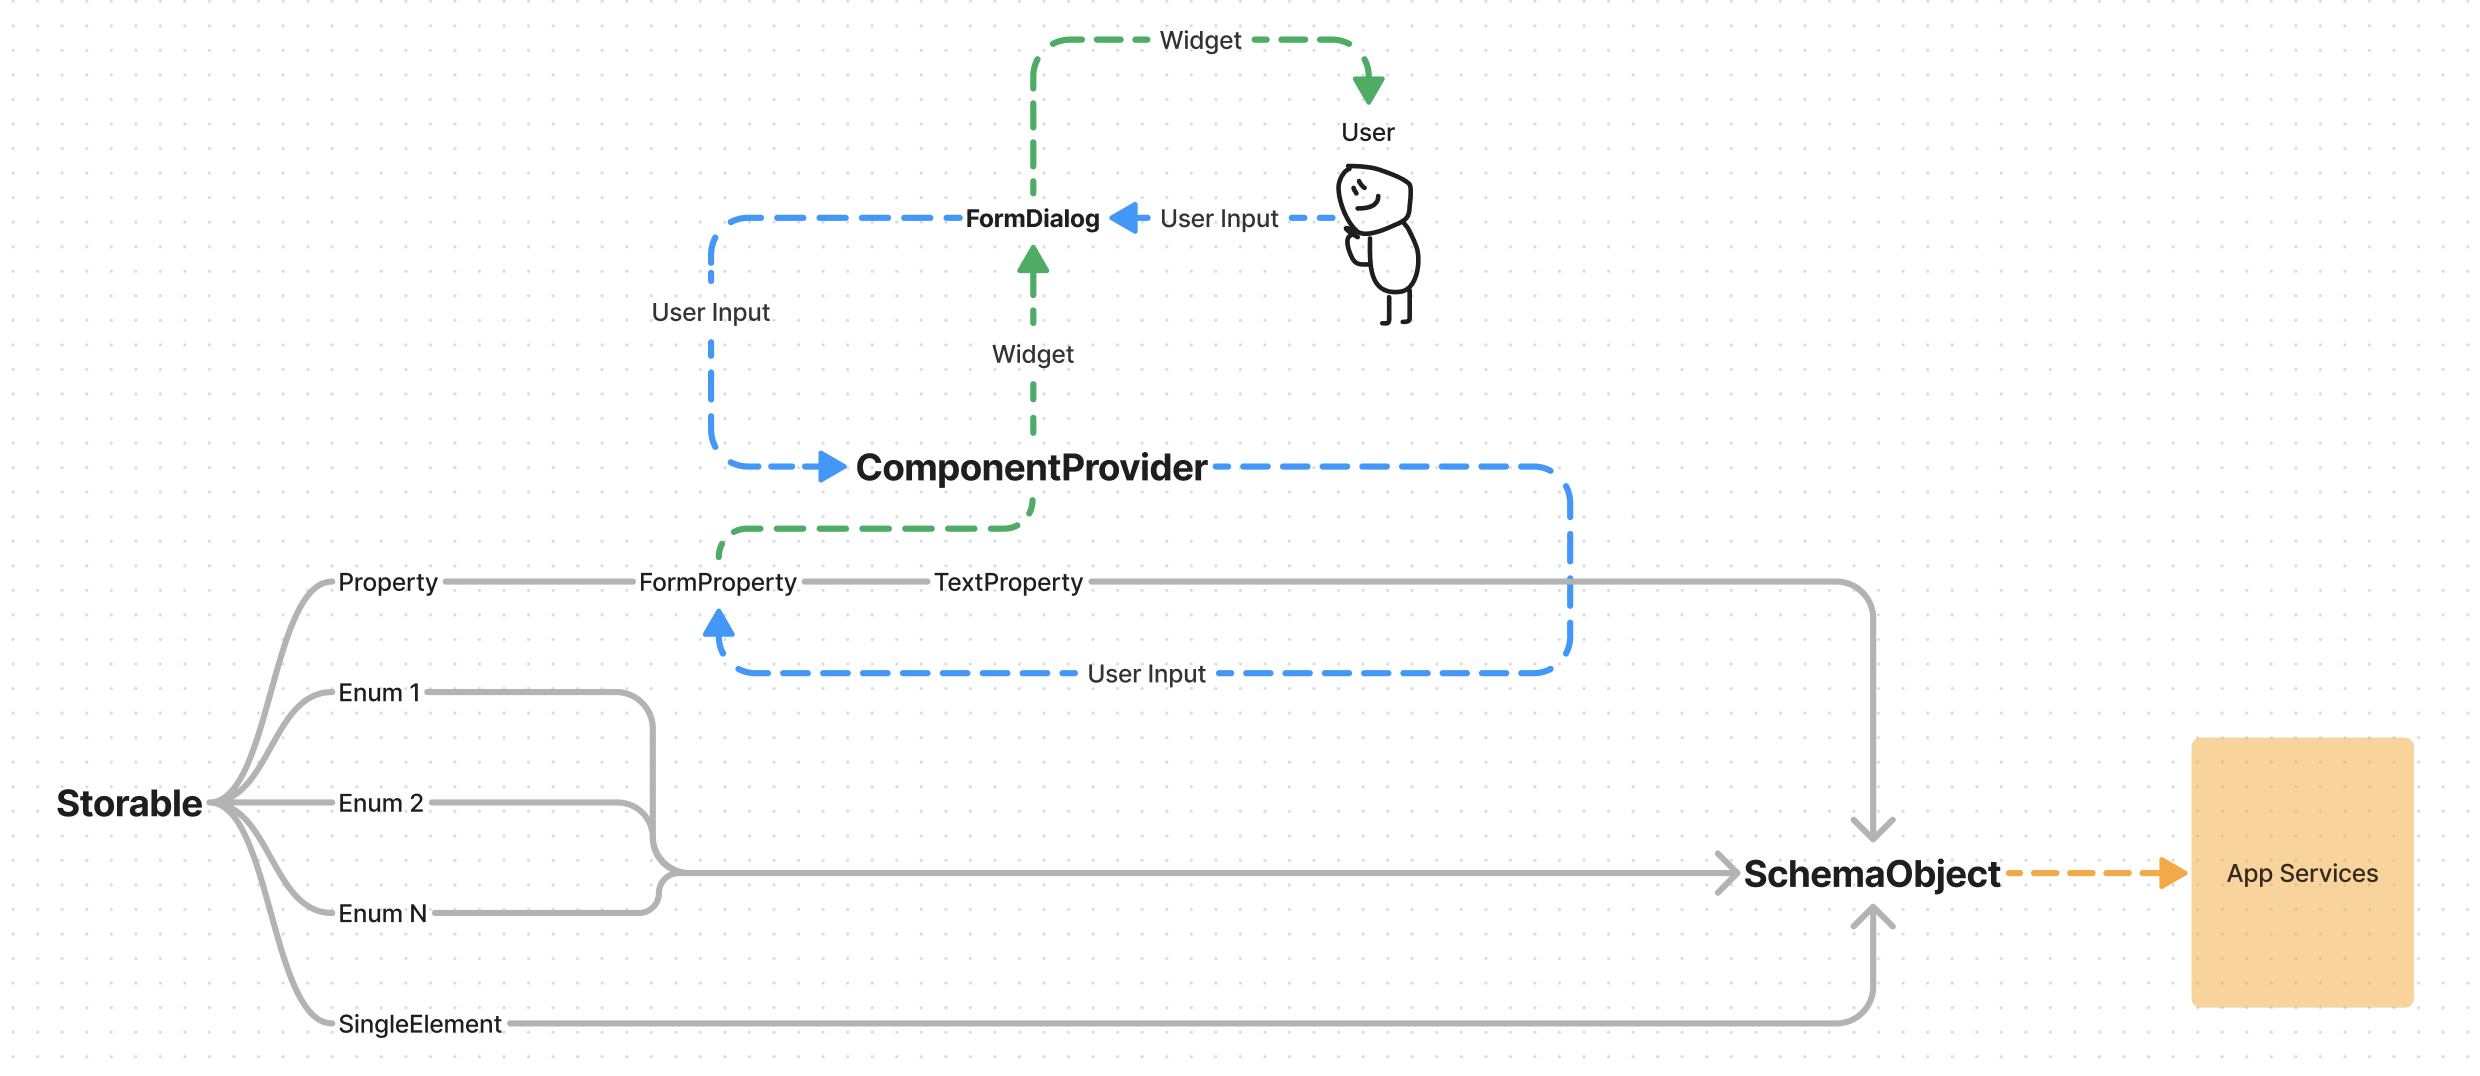 Widget
User
FormDialog
User Input
User Input
Widget
ComponentProvider
Property
FormProperty
TextProperty
User Input
Enum 1
Storable
Enum 2
SchemaObject
App Services
Enum N
SingleElement